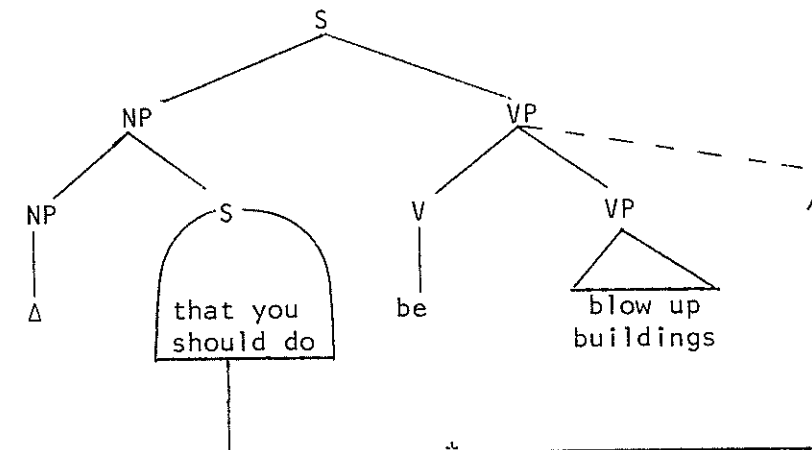 S
NP VP
NP S V VP
Δ that you be blow up
should do buildings